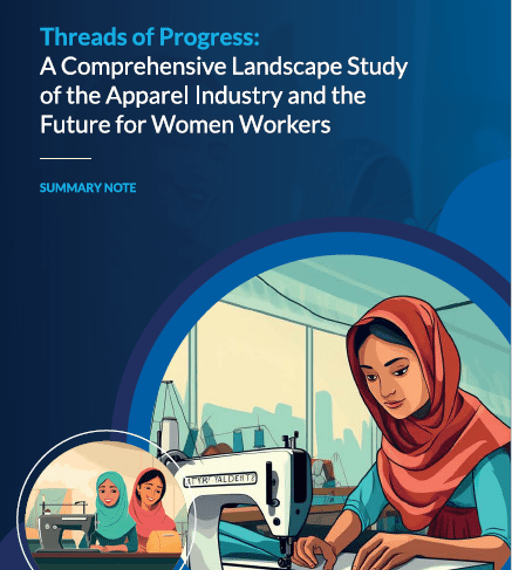 Threads of Progress:
A Comprehensive Landscape Study
of the Apparel Industry and the
Future for Women Workers
SUMMARY NOTE